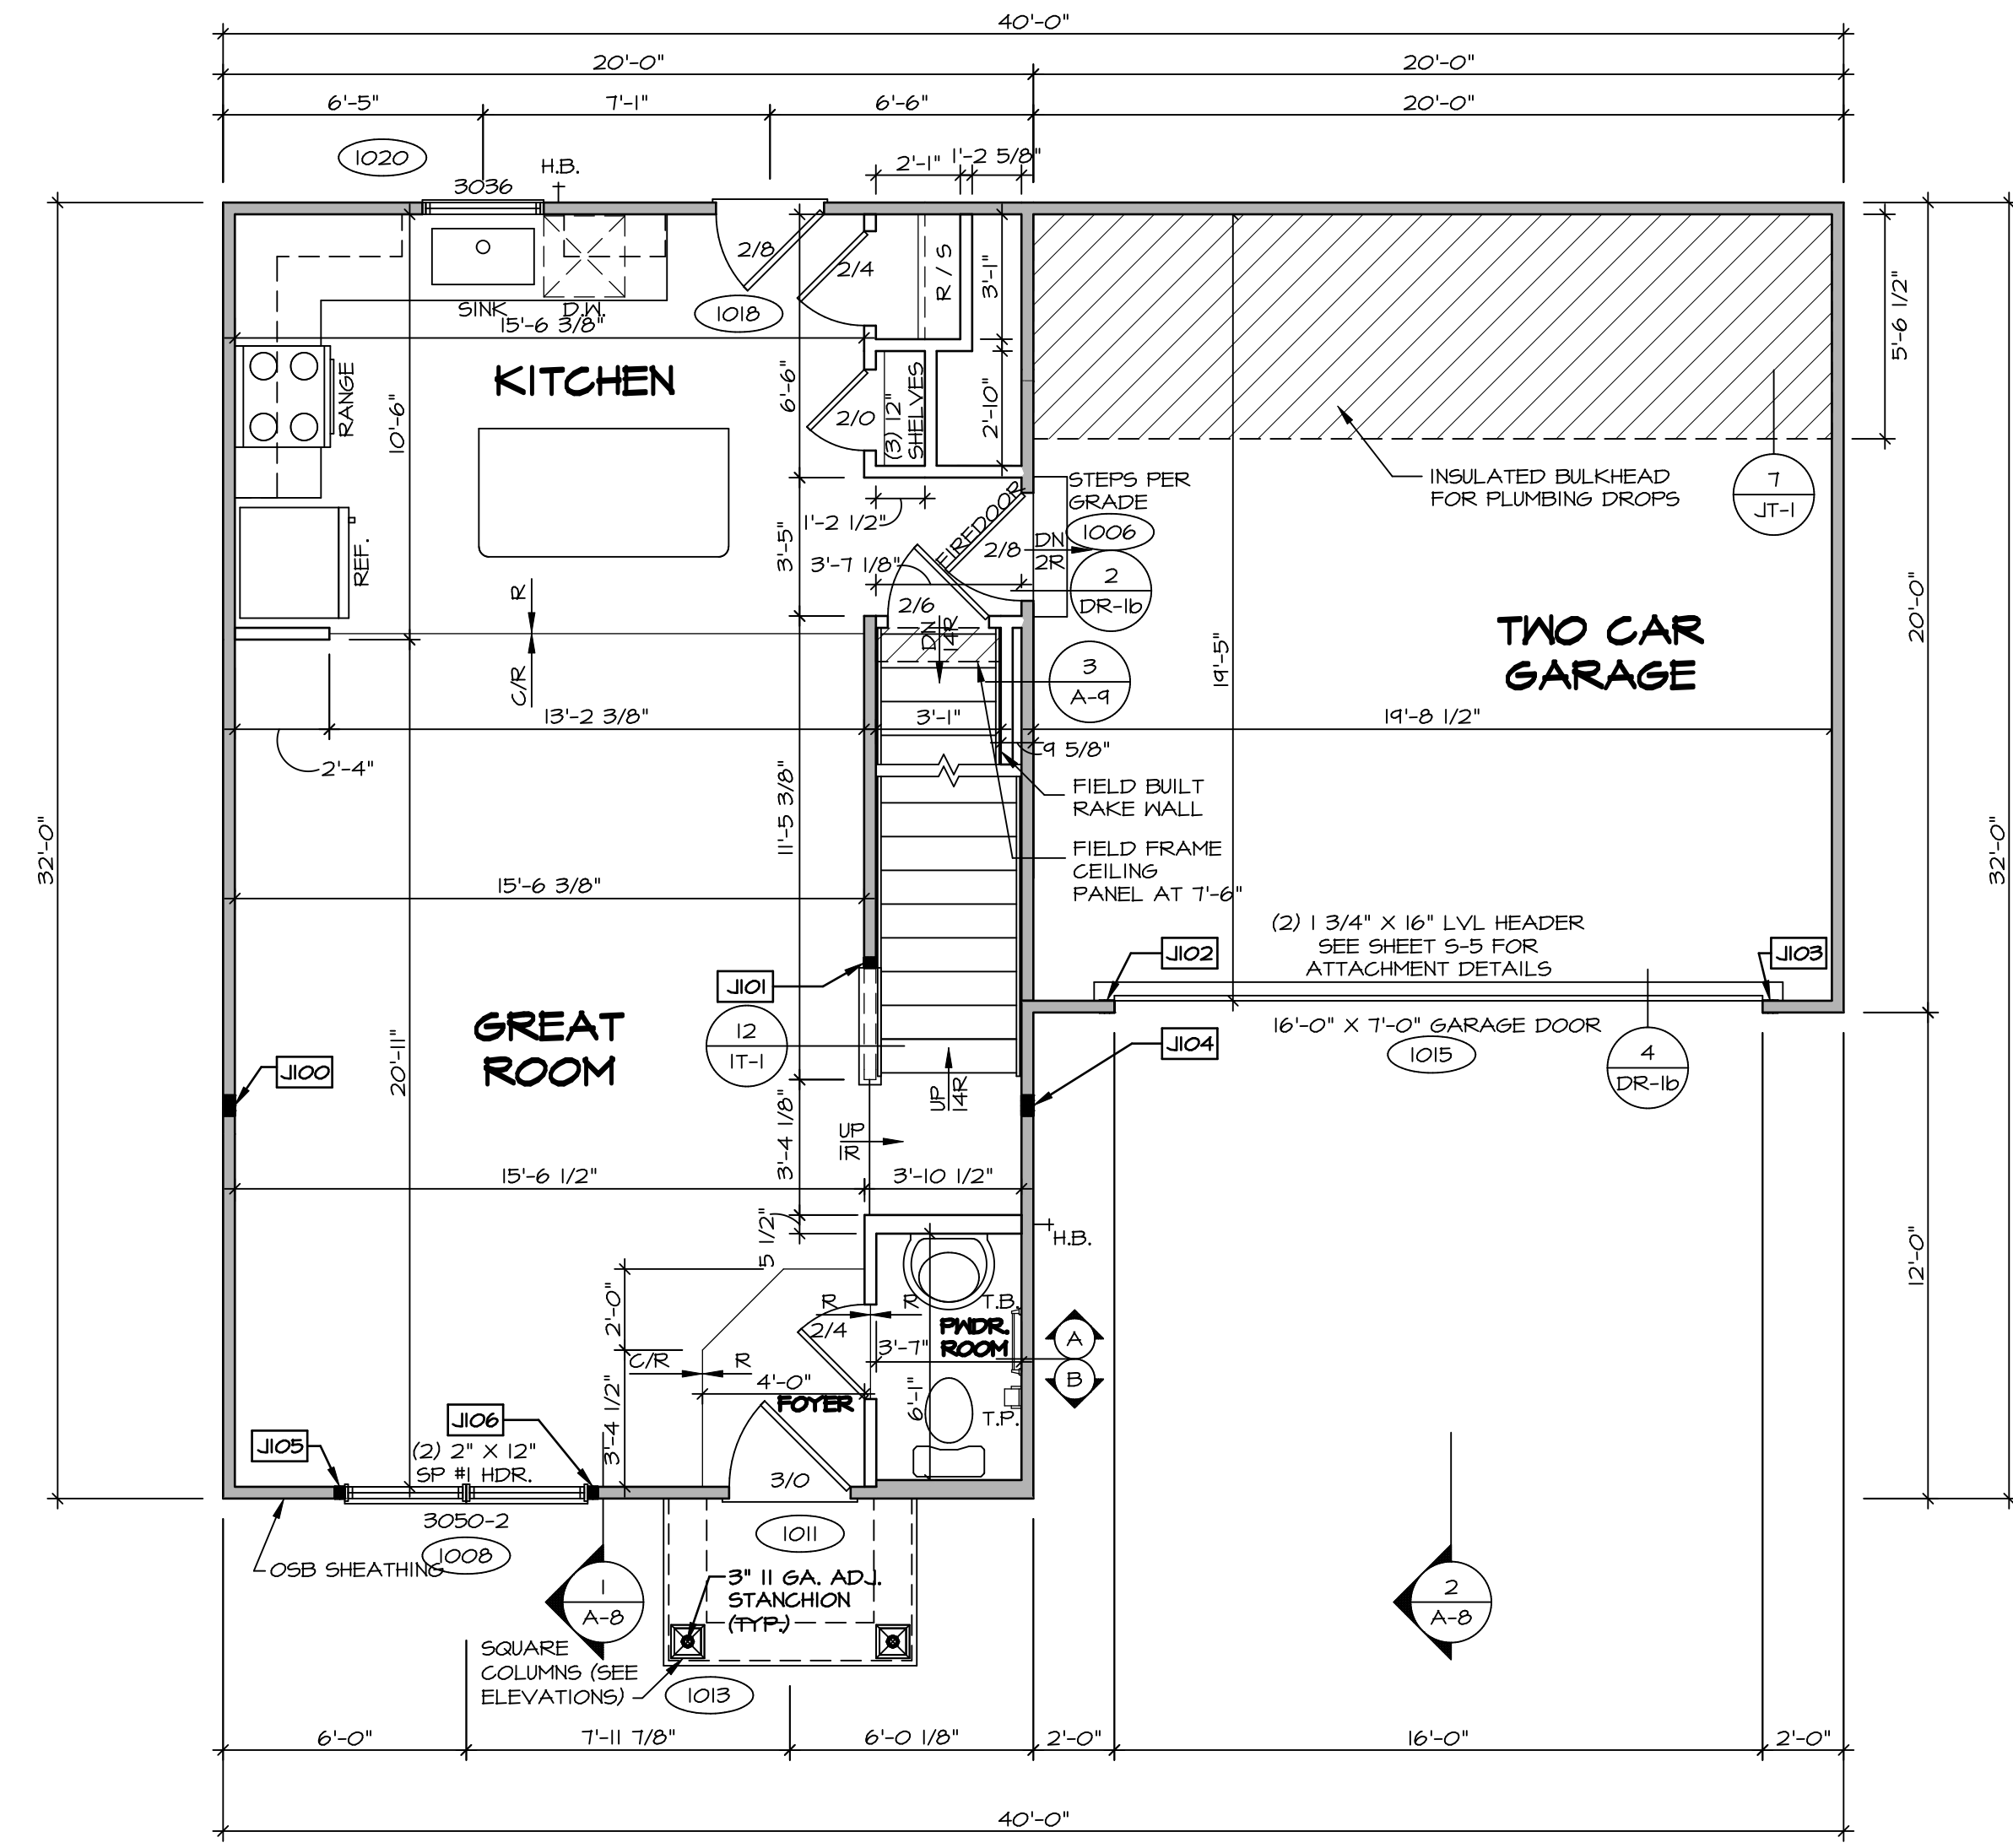 40'-0"
20'-0" 20'-0"
6'-5" 7'-1" 6'-6" 20'-0"
1020
H.B.
2'-1" 1'-2 5/8"
3036
2/8
2/4
R / S
3'-1"
5'-6 1/2"
SINK D.W.
1018
15'-6 3/8"
KITCHEN
RANGE
10'-6"
6'-6"
2/0
(3) 12"
SHELVES
2'-10"
INSULATED BULKHEAD
FOR PLUMBING DROPS
7
JT-1
STEPS PER
GRADE
1006
1'-2 1/2"
FIREDOOR
2/8
DN
2R
3'-5"
3'-7 1/8"
2
DR-1b
REF.
R
C/R
2/6
DN
14R
3
A-9
19'-5"
TWO CAR
GARAGE
20'-0"
13'-2 3/8"
3'-1"
19'-8 1/2"
9 5/8"
2'-4"
FIELD BUILT
RAKE WALL
11'-5 3/8"
32'-0"
32'-0"
FIELD FRAME
CEILING
PANEL AT 7'-6"
15'-6 3/8"
(2) 1 3/4" X 16" LVL HEADER
SEE SHEET S-5 FOR
ATTACHMENT DETAILS
J102
J103
J101
GREAT
ROOM
12
IT-1
16'-0" X 7'-0" GARAGE DOOR
1015
4
DR-1b
J104
J100
20'-11"
UP
14R
3'-4 1/8"
UP
1R
15'-6 1/2"
3'-10 1/2"
5 1/2"
H.B.
12'-0"
2'-0"
R R
T.B.
2/4
PWDR.
ROOM
3'-7"
A
B
C/R R
4'-0"
FOYER
6'-1"
T.P.
3'-4 1/2"
J106
J105
(2) 2" X 12"
SP #1 HDR.
3/0
3050-2
1008
1011
OSB SHEATHING
1
A-8
3" 11 GA. ADJ.
STANCHION
(TYP.)
2
A-8
SQUARE
COLUMNS (SEE
ELEVATIONS)
1013
6'-0" 7'-11 7/8" 6'-0 1/8" 2'-0" 16'-0" 2'-0"
40'-0"